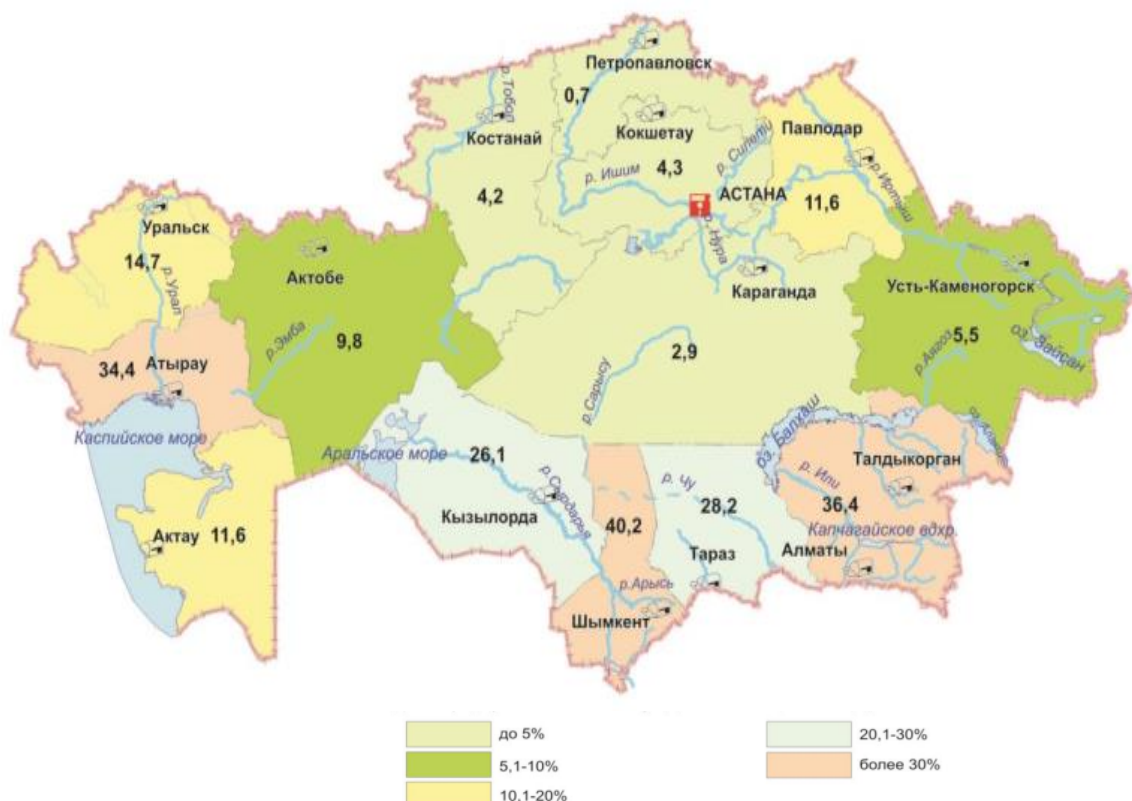 Петропавловск
р. Тобол
0,7
Костанай
Кокшетау
р. Силети
Павлодар
р. Ишим
4,3
р. Иртыш
4,2
АСТАНА
11,6
Уральск
р. Нура
14,7
р. Урал
Актобе
Караганда
Усть-Каменогорск
р. Эмба
9,8
2,9
5,5
р. Аягоз
оз. Зайсан
34,4
Атырау
р. Сарысу
Каспийское море
Аральское море
26,1
оз. Балхаш
оз. Алаколь
Талдыкорган
р. Сырдарья
р. Чу
р. Или
28,2
36,4
Кызылорда
40,2
Капчагайское вдхр.
Актау
11,6
Тараз
Алматы
р. Арысь
Шымкент
до 5%
20,1-30%
5,1-10%
более 30%
10,1-20%